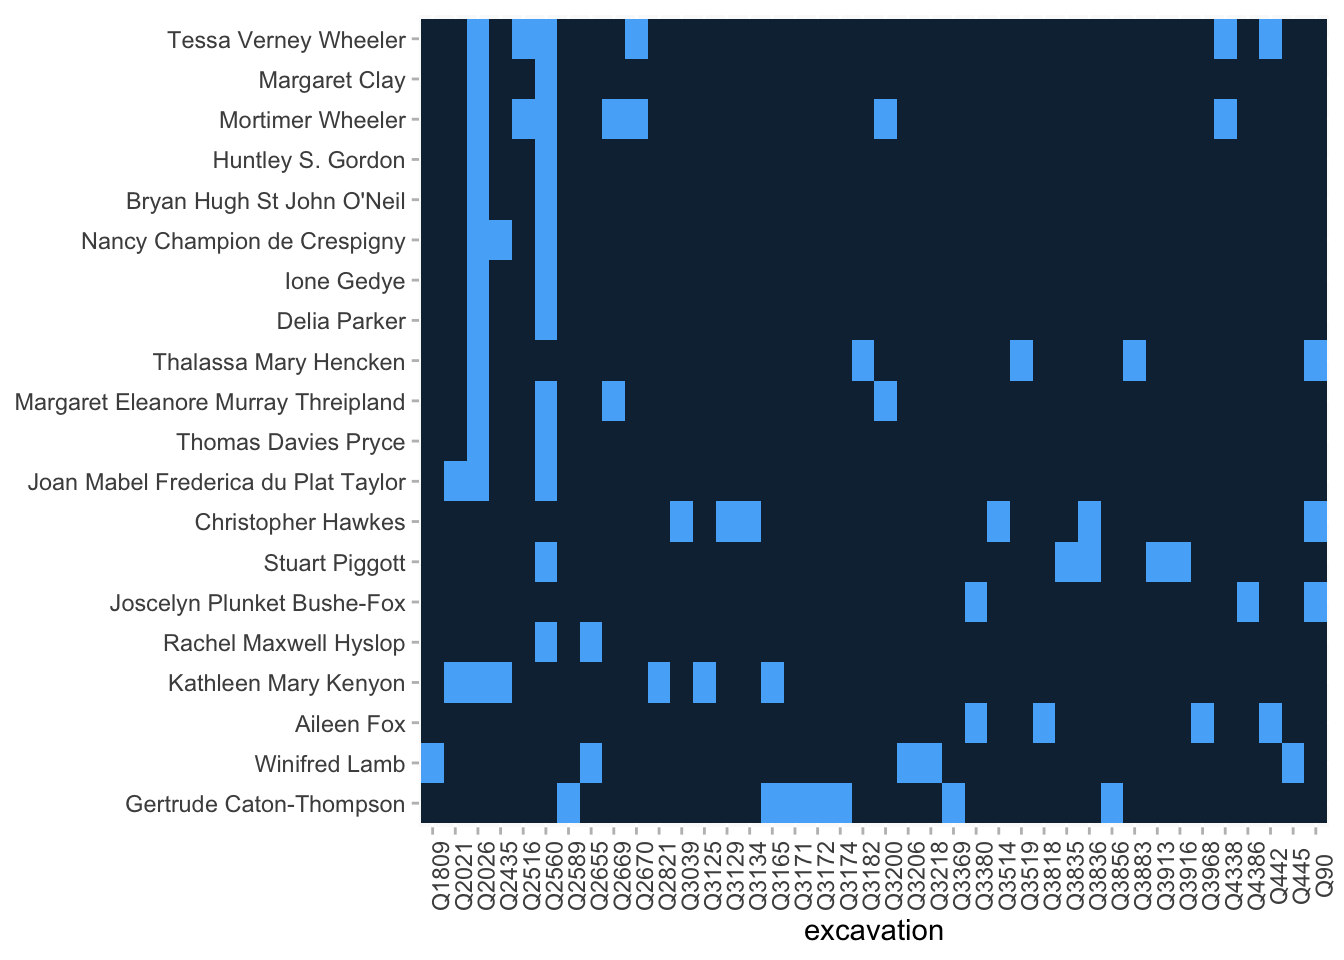 Tessa Verney Wheeler
Margaret Clay
Mortimer Wheeler
Huntley S. Gordon
Bryan Hugh St John O'Neil
Nancy Champion de Crespigny
Ione Gedye
Delia Parker
Thalassa Mary Hencken
Margaret Eleanore Murray Threipland
Thomas Davies Pryce
Joan Mabel Frederica du Plat Taylor
Christopher Hawkes
Stuart Piggott
Joscelyn Plunket Bushe-Fox
Rachel Maxwell Hyslop
Kathleen Mary Kenyon
Aileen Fox
Winifred Lamb
Gertrude Caton-Thompson
Q1809
Q2021
Q2026
Q2435
Q2516
Q2560
Q2589
Q2655
Q2669
Q2670
Q2821
Q3039
Q3125
Q3129
Q3134
Q3165
Q3171
Q3172
Q3174
Q3182
Q3200
Q3206
Q3218
Q3369
Q3380
Q3514
Q3519
Q3818
Q3835
Q3836
Q3856
Q3883
Q3913
Q3916
Q3968
Q4338
Q4386
Q442
Q445
Q90
excavation